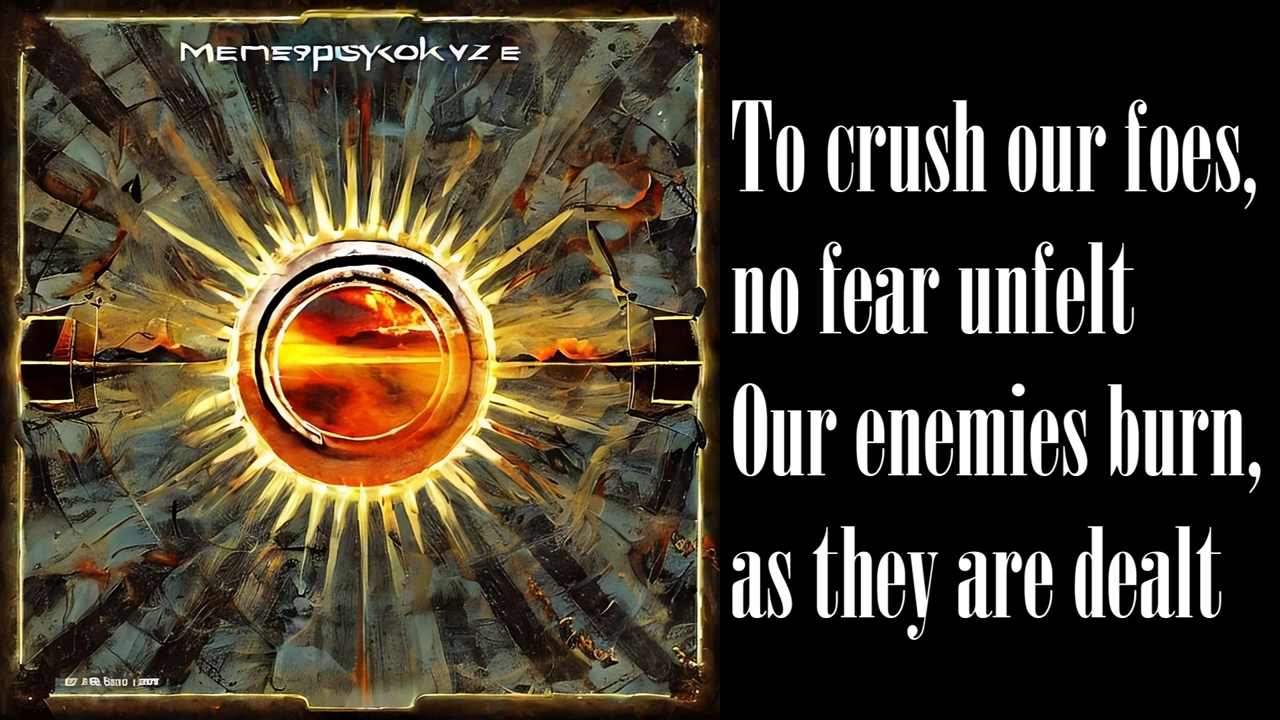 To crush our foes,
no fear unfelt
Our enemies burn,
as they are dealt